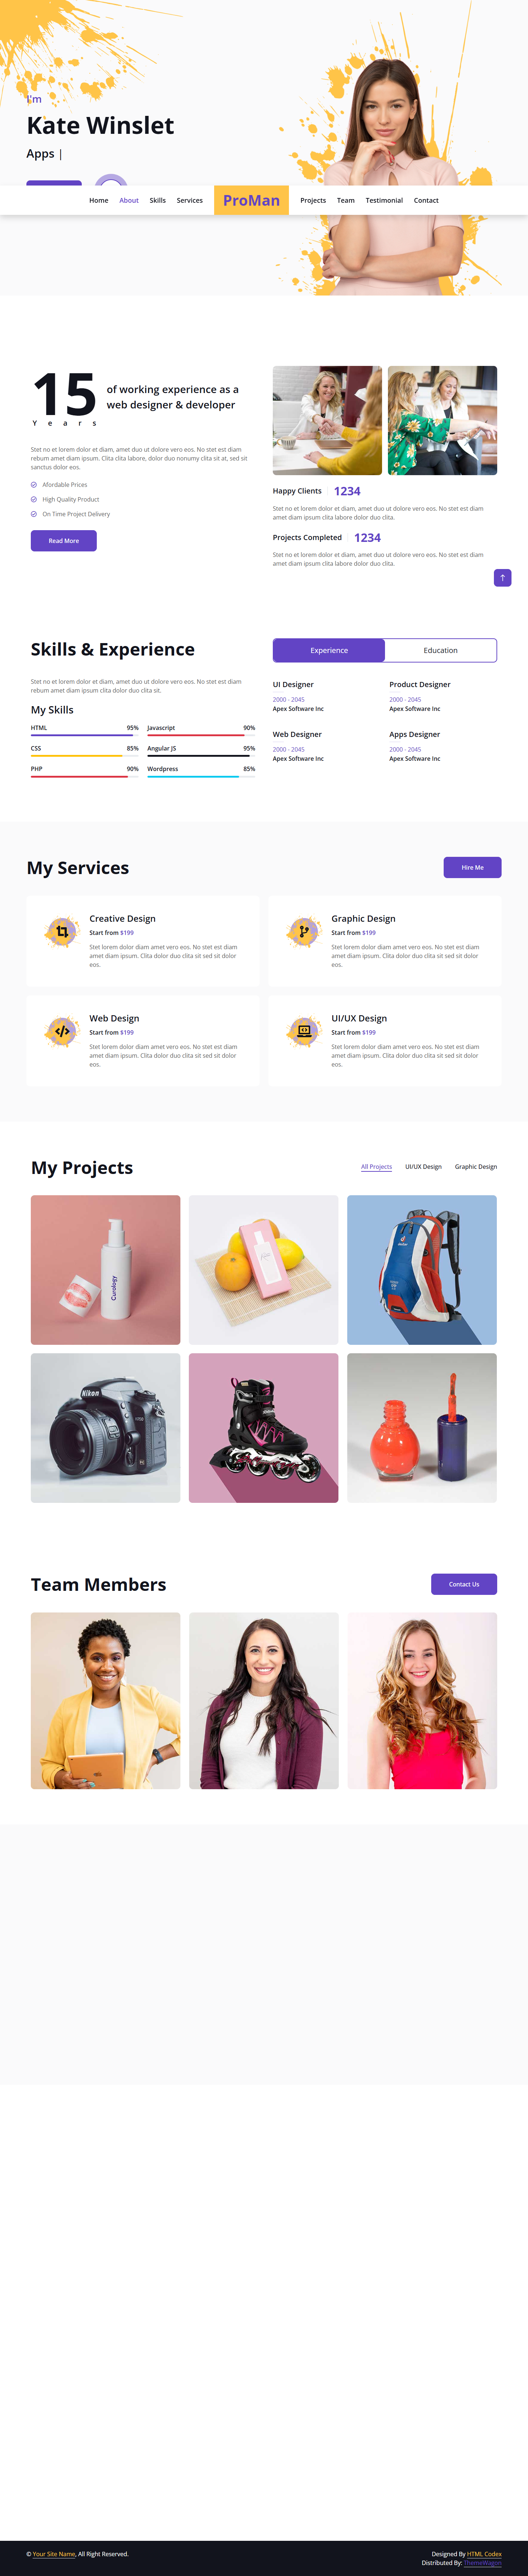 I'm
Kate Winslet
Apps |
Home About Skills Services ProMan Projects Team Testimonial Contact
15
Years
of working experience as a
web designer & developer
Stet no et lorem dolor et diam, amet duo ut dolore vero eos. No stet est diam
rebum amet diam ipsum. Clita clita labore, dolor duo nonumy clita sit at, sed sit
sanctus dolor eos.
Afordable Prices
High Quality Product
On Time Project Delivery
Read More
Happy Clients 1234
Stet no et lorem dolor et diam, amet duo ut dolore vero eos. No stet est diam
amet diam ipsum clita labore dolor duo clita.
Projects Completed 1234
Stet no et lorem dolor et diam, amet duo ut dolore vero eos. No stet est diam
amet diam ipsum clita labore dolor duo clita.
Skills & Experience
Stet no et lorem dolor et diam, amet duo ut dolore vero eos. No stet est diam
rebum amet diam ipsum clita dolor duo clita sit.
My Skills
HTML 95%
Javascript 90%
CSS 85%
Angular JS 95%
PHP 90%
Wordpress 85%
Experience
Education
UI Designer
2000 - 2045
Apex Software Inc
Product Designer
2000 - 2045
Apex Software Inc
Web Designer
2000 - 2045
Apex Software Inc
Apps Designer
2000 - 2045
Apex Software Inc
My Services
Hire Me
Creative Design
Start from $199
Stet lorem dolor diam amet vero eos. No stet est diam
amet diam ipsum. Clita dolor duo clita sit sed sit dolor
eos.
Graphic Design
Start from $199
Stet lorem dolor diam amet vero eos. No stet est diam
amet diam ipsum. Clita dolor duo clita sit sed sit dolor
eos.
Web Design
Start from $199
Stet lorem dolor diam amet vero eos. No stet est diam
amet diam ipsum. Clita dolor duo clita sit sed sit dolor
eos.
UI/UX Design
Start from $199
Stet lorem dolor diam amet vero eos. No stet est diam
amet diam ipsum. Clita dolor duo clita sit sed sit dolor
eos.
My Projects
All Projects
UI/UX Design
Graphic Design
Curology
Nikon
Team Members
Contact Us
© Your Site Name, All Right Reserved.
Designed By HTML Codex
Distributed By: ThemeWagon